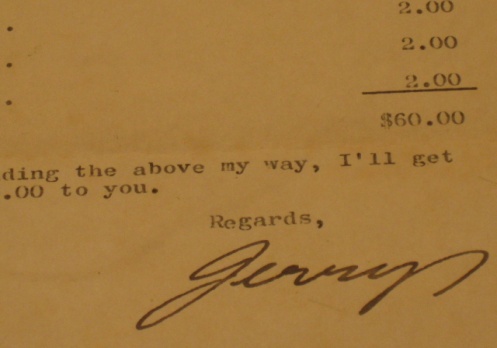 2.00
. 2.00
. 2.00
.
$60.00
ding the above my way, I'll get
.00 to you.
Regards,
Jerry